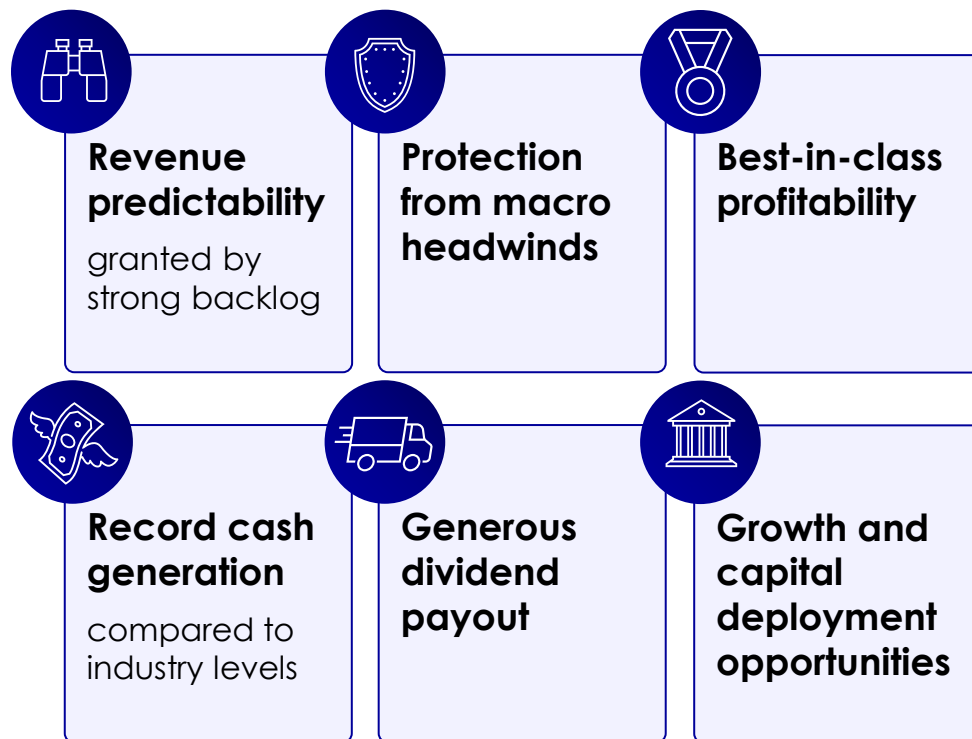 Revenue
predictability
granted by
strong backlog
Protection
from macro
headwinds
Best-in-class
profitability
Record cash
generation
compared to
industry levels
Generous
dividend
payout
Growth and
capital
deployment
opportunities